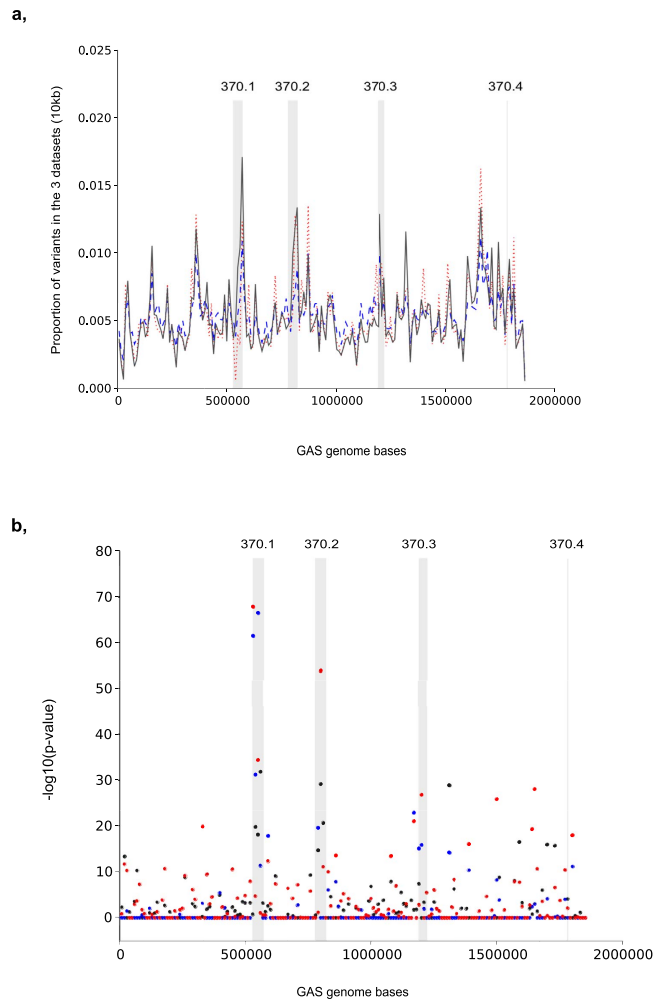 a,
0.025
0.020
0.015
0.010
0.005
0.000
Proportion of variants in the 3 datasets (10kb)
370.1 370.2 370.3 370.4
0 500000 1000000 1500000 2000000
GAS genome bases
b,
80
70
60
50
40
30
20
10
0
-log10(p-value)
370.1 370.2 370.3 370.4
0 500000 1000000 1500000 2000000
GAS genome bases